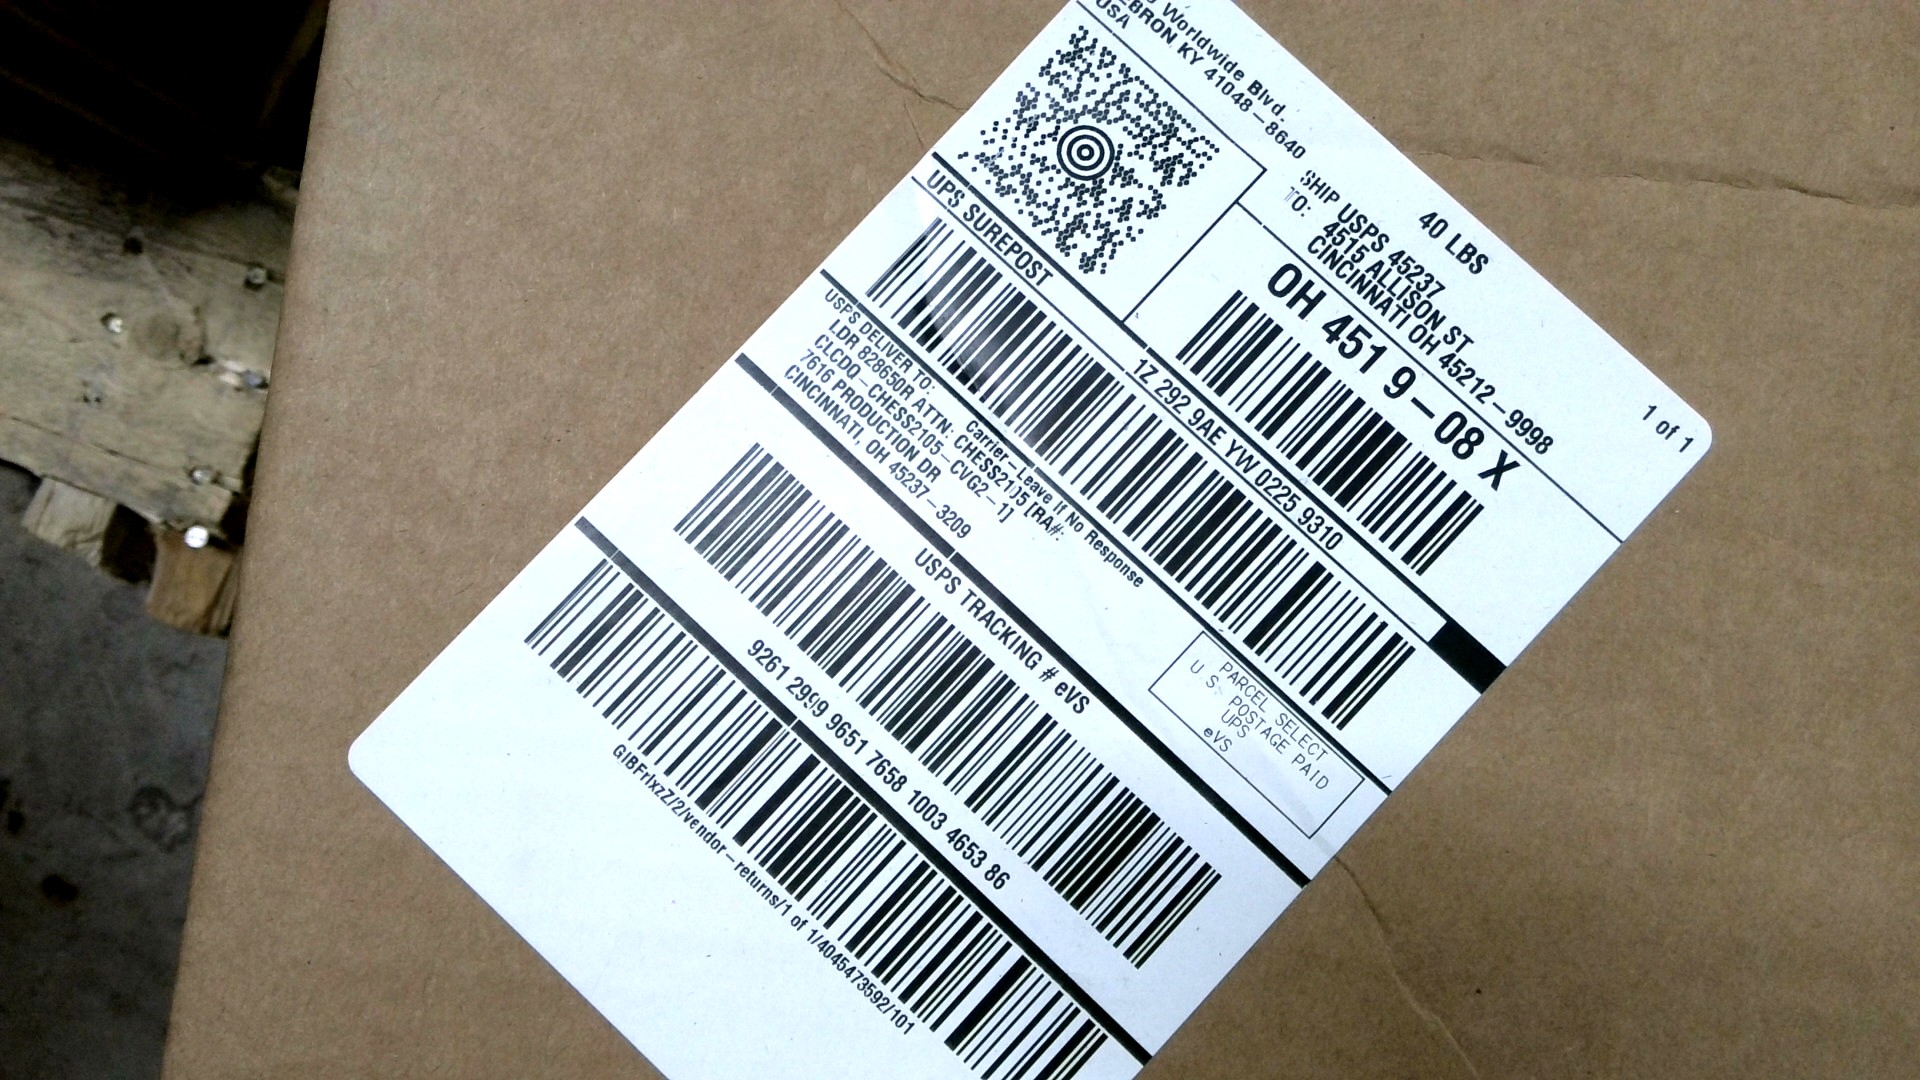 Worldwide Blvd.
EBRON KY 41048-8640
USA
40 LBS
1 of 1
SHIP
TO:
USPS 45237
4515 ALLISON ST
CINCINNATI OH 45212-9998
OH 451 9-08 X
UPS SUREPOST
1Z 292 9AE YW 0225 9310
USPS DELIVER TO:
Carrier-Leave If No Response
LDR 828650R ATTN: CHESS2105 [RA#:
CLCDQ-CHESS2105-CVG2-1]
7616 PRODUCTION DR
CINCINNATI, OH 45237-3209
PARCEL SELECT
U.S. POSTAGE PAID
UPS
eVS
USPS TRACKING # eVS
9261 2999 9651 7658 1003 4653 86
/2/vendor-returns/1 of 1/4045473592/101